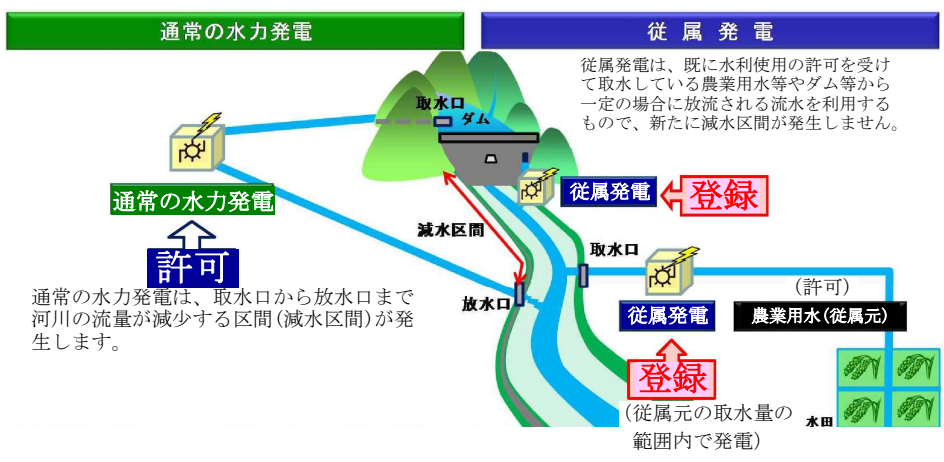 通常の水力発電
従属発電
従属発電は、既に水利使用の許可を受け
て取水している農業用水等やダム等から
一定の場合に放流される流水を利用する
もので、新たに減水区間が発生しません。
取水口
ダム
通常の水力発電
許可
通常の水力発電は、取水口から放水口まで
河川の流量が減少する区間(減水区間)が発
生します。
従属発電
登録
減水区間
取水口
放水口
従属発電
(許可)
農業用水(従属元)
登録
(従属元の取水量の
範囲内で発電)
水田